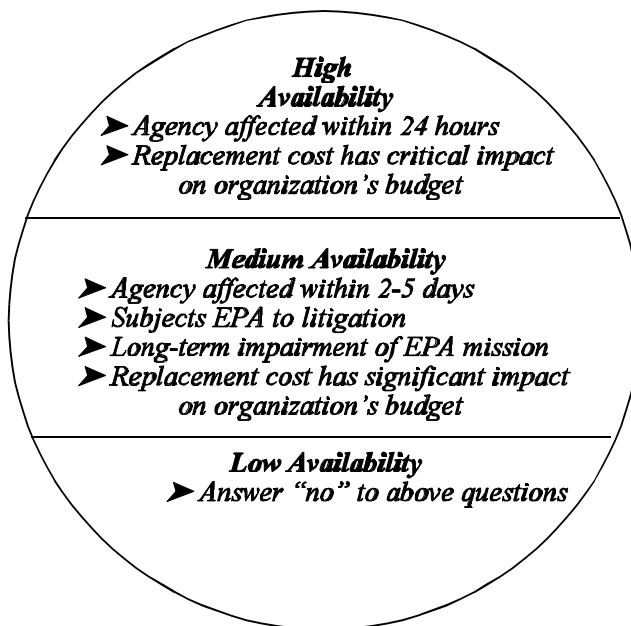 High
Availability
➤ Agency affected within 24 hours
➤ Replacement cost has critical impact
on organization’s budget
Medium Availability
➤ Agency affected within 2-5 days
➤ Subjects EPA to litigation
➤ Long-term impairment of EPA mission
➤ Replacement cost has significant impact
on organization’s budget
Low Availability
➤ Answer “no” to above questions